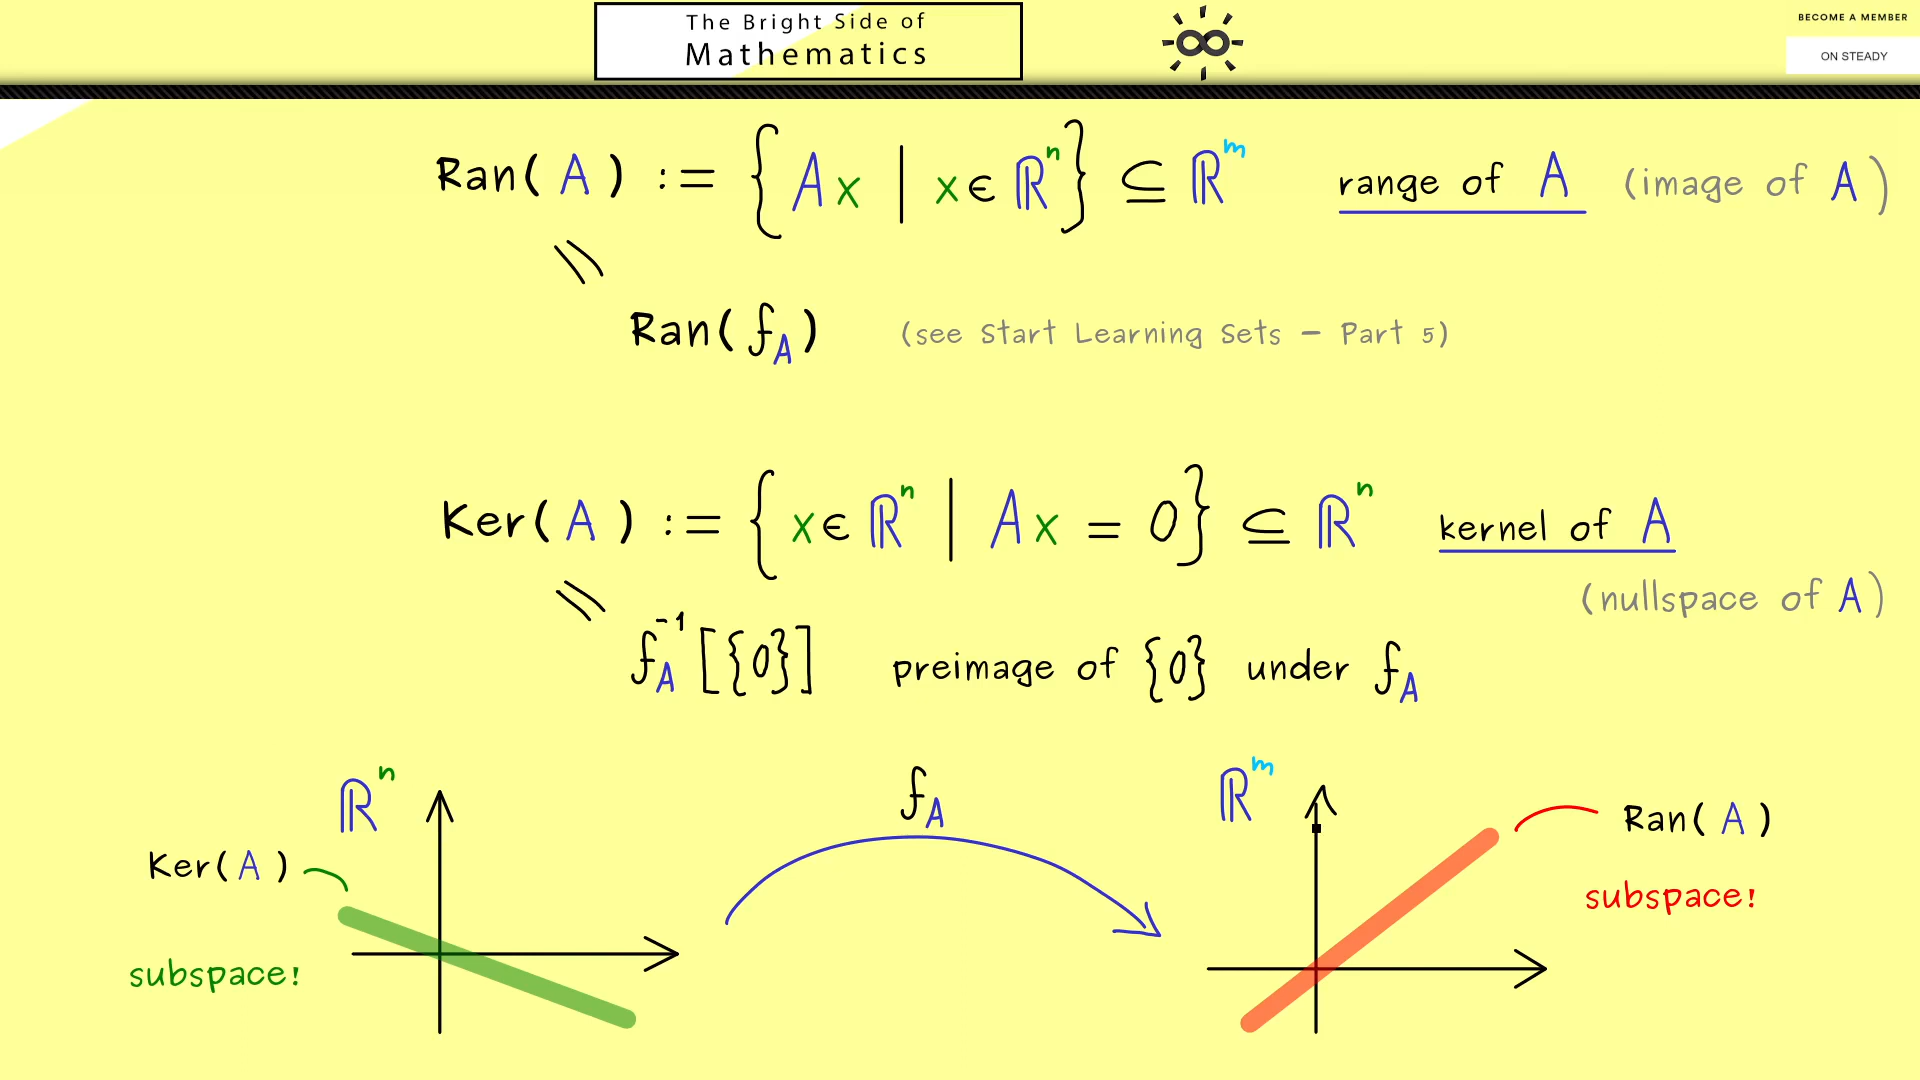 The Bright Side of
Mathematics
BECOME A MEMBER
ON STEADY
Ran(A) := {Ax | x ∈ ℝⁿ} ⊆ ℝᵐ range of A (image of A)
=
Ran(f_A) (see Start Learning Sets - Part 5)
Ker(A) := {x ∈ ℝⁿ | Ax = 0} ⊆ ℝⁿ kernel of A
(nullspace of A)
=
f_A⁻¹[{0}] preimage of {0} under f_A
ℝⁿ f_A ℝᵐ
Ker(A) Ran(A)
subspace! subspace!